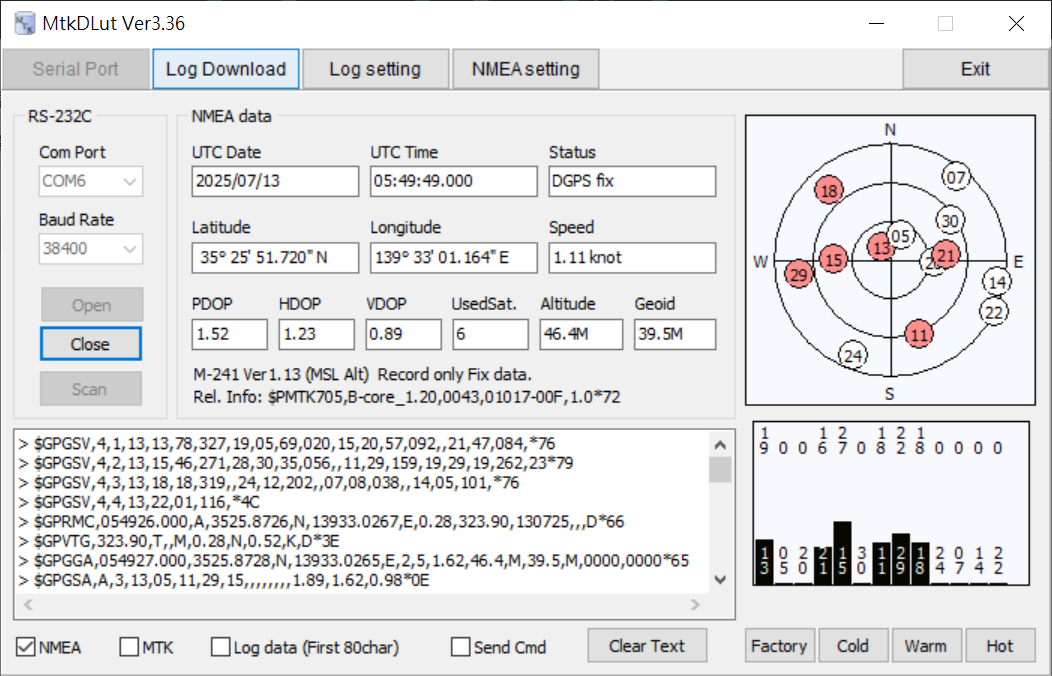 MtkDLut Ver3.36
Serial Port Log Download Log setting NMEA setting Exit
RS-232C
Com Port
COM6
Baud Rate
38400
Open
Close
Scan
NMEA data
UTC Date UTC Time Status
2025/07/13 05:49:49.000 DGPS fix
Latitude Longitude Speed
35° 25' 51.720" N 139° 33' 01.164" E 1.11 knot
PDOP HDOP VDOP UsedSat. Altitude Geoid
1.52 1.23 0.89 6 46.4M 39.5M
M-241 Ver1.13 (MSL Alt) Record only Fix data.
Rel. Info: $PMTK705,B-core_1.20,0043,01017-00F,1.0*72
N
07
18
30
05
13
W 15 21 E
29
14
22
11
24
S
> $GPGSV,4,1,13,13,78,327,19,05,69,020,15,20,57,092,,21,47,084,*76
> $GPGSV,4,2,13,15,46,271,28,30,35,056,,11,29,159,19,29,19,262,23*79
> $GPGSV,4,3,13,18,18,319,,24,12,202,,07,08,038,,14,05,101,*76
> $GPGSV,4,4,13,22,01,116,*4C
> $GPRMC,054926.000,A,3525.8726,N,13933.0267,E,0.28,323.90,130725,,,D*66
> $GPVTG,323.90,T,,M,0.28,N,0.52,K,D*3E
> $GPGGA,054927.000,3525.8728,N,13933.0265,E,2,5,1.62,46.4,M,39.5,M,0000,0000*65
> $GPGSA,A,3,13,05,11,29,15,,,,,,,,1.89,1.62,0.98*0E
19 0 0 16 27 0 18 22 18 0 0 0 0
13 05 20 21 15 30 11 29 18 24 07 14 22
NMEA MTK Log data (First 80char) Send Cmd Clear Text
Factory Cold Warm Hot